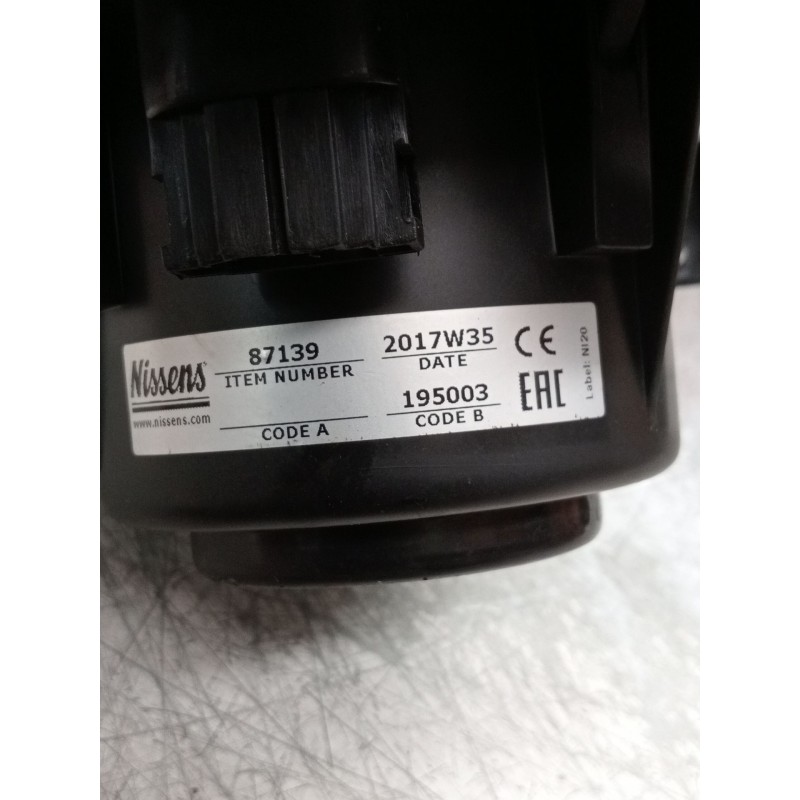 Nissens®
www.nissens.com
87139
ITEM NUMBER
CODE A
2017W35
DATE
195003
CODE B
CE
EAC
Label: NI20